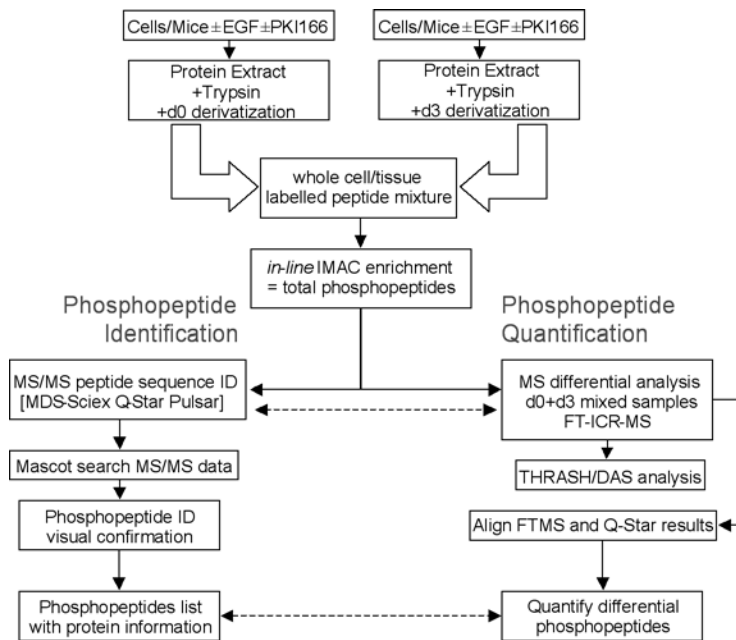 Cells/Mice ±EGF±PKI166
Cells/Mice ±EGF±PKI166
Protein Extract
+Trypsin
+d0 derivatization
Protein Extract
+Trypsin
+d3 derivatization
whole cell/tissue
labelled peptide mixture
in-line IMAC enrichment
= total phosphopeptides
Phosphopeptide
Identification
Phosphopeptide
Quantification
MS/MS peptide sequence ID
[MDS-Sciex Q-Star Pulsar]
MS differential analysis
d0+d3 mixed samples
FT-ICR-MS
Mascot search MS/MS data
THRASH/DAS analysis
Phosphopeptide ID
visual confirmation
Align FTMS and Q-Star results
Phosphopeptides list
with protein information
Quantify differential
phosphopeptides